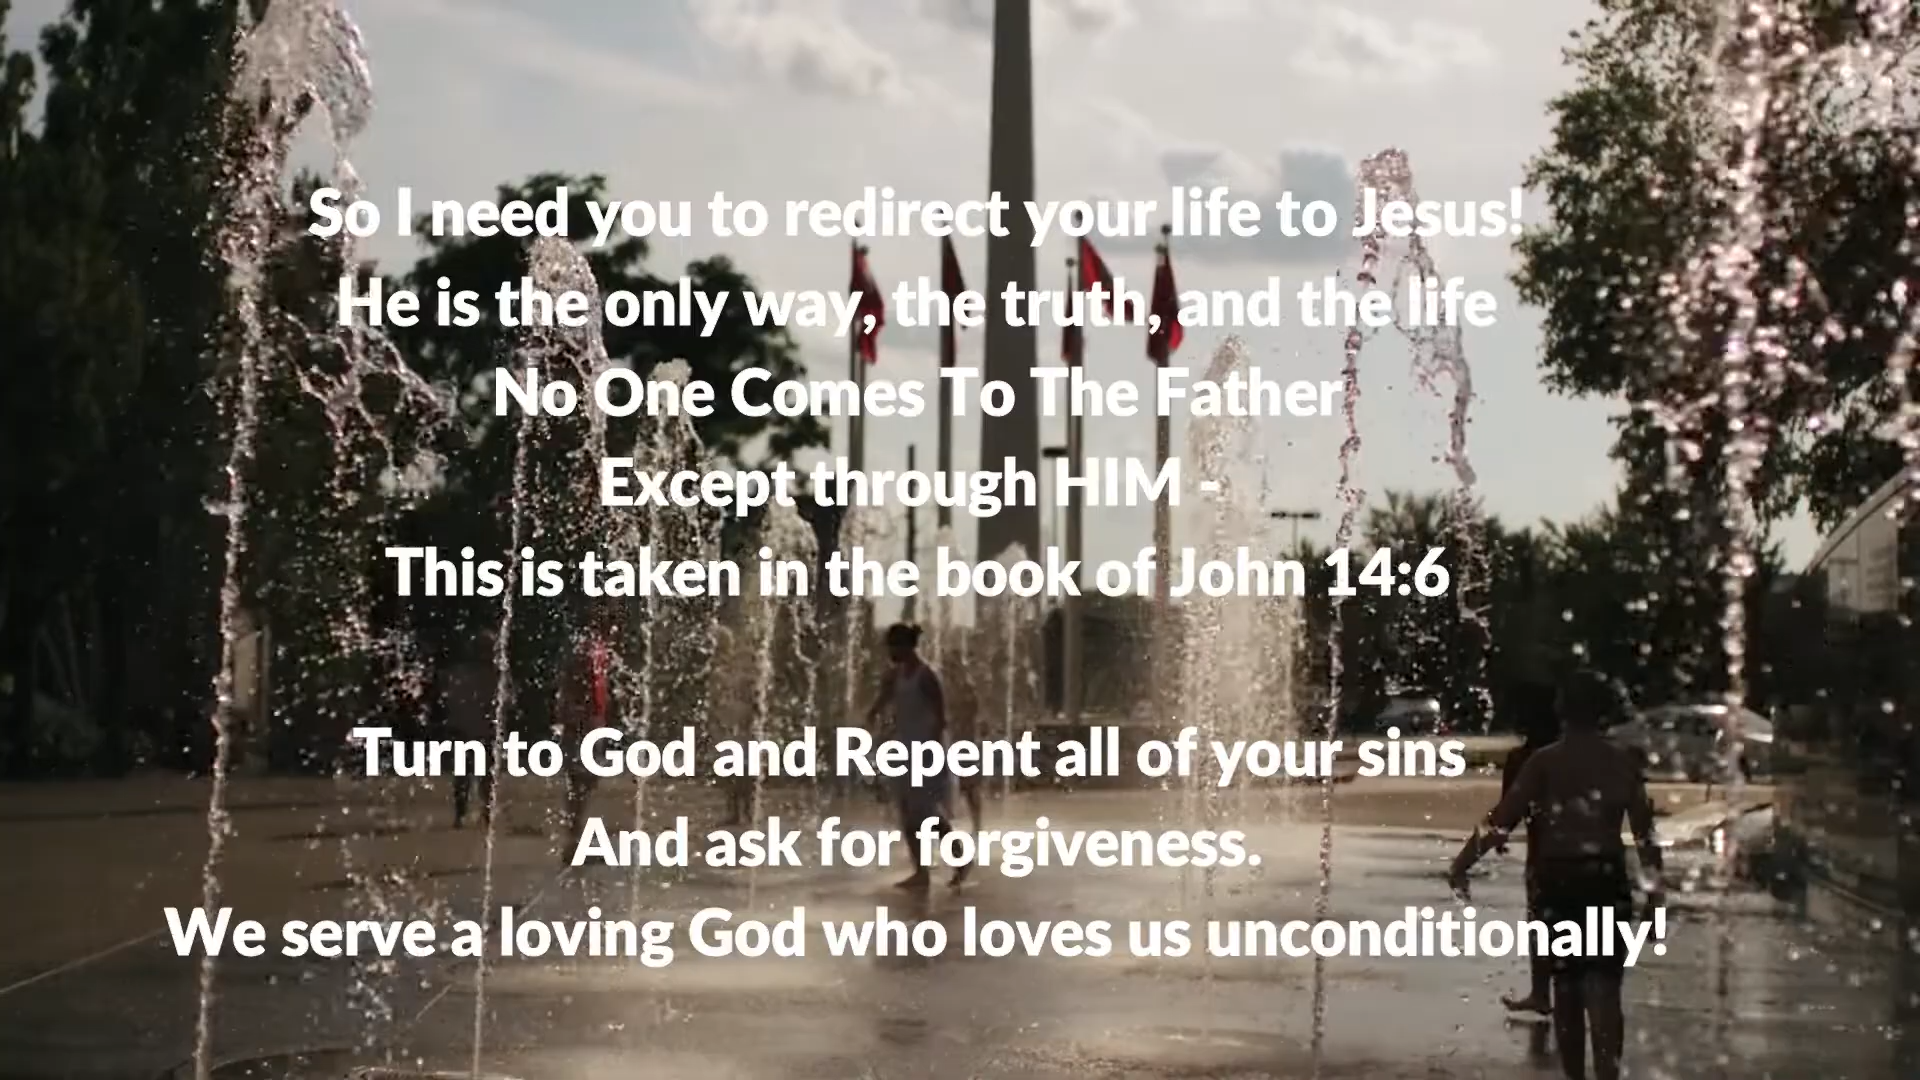 So I need you to redirect your life to Jesus!
He is the only way, the truth, and the life
No One Comes To The Father
Except through HIM -
This is taken in the book of John 14:6
Turn to God and Repent all of your sins
And ask for forgiveness.
We serve a loving God who loves us unconditionally!